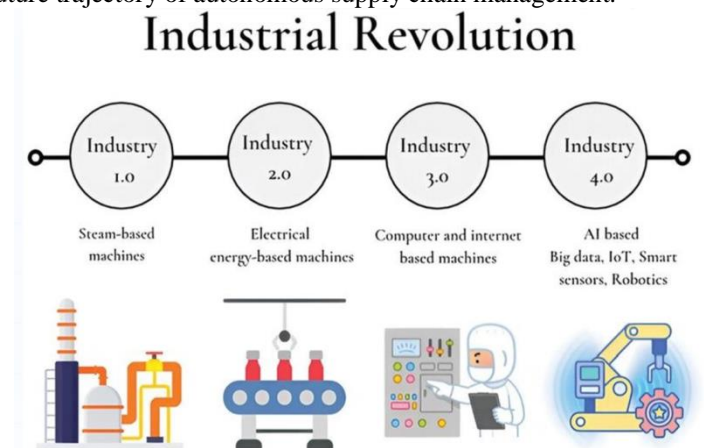 trajectory of autonomous supply chain management.
Industrial Revolution
Industry
1.0
Industry
2.0
Industry
3.0
Industry
4.0
Steam-based
machines
Electrical
energy-based machines
Computer and internet
based machines
AI based
Big data, IoT, Smart
sensors, Robotics